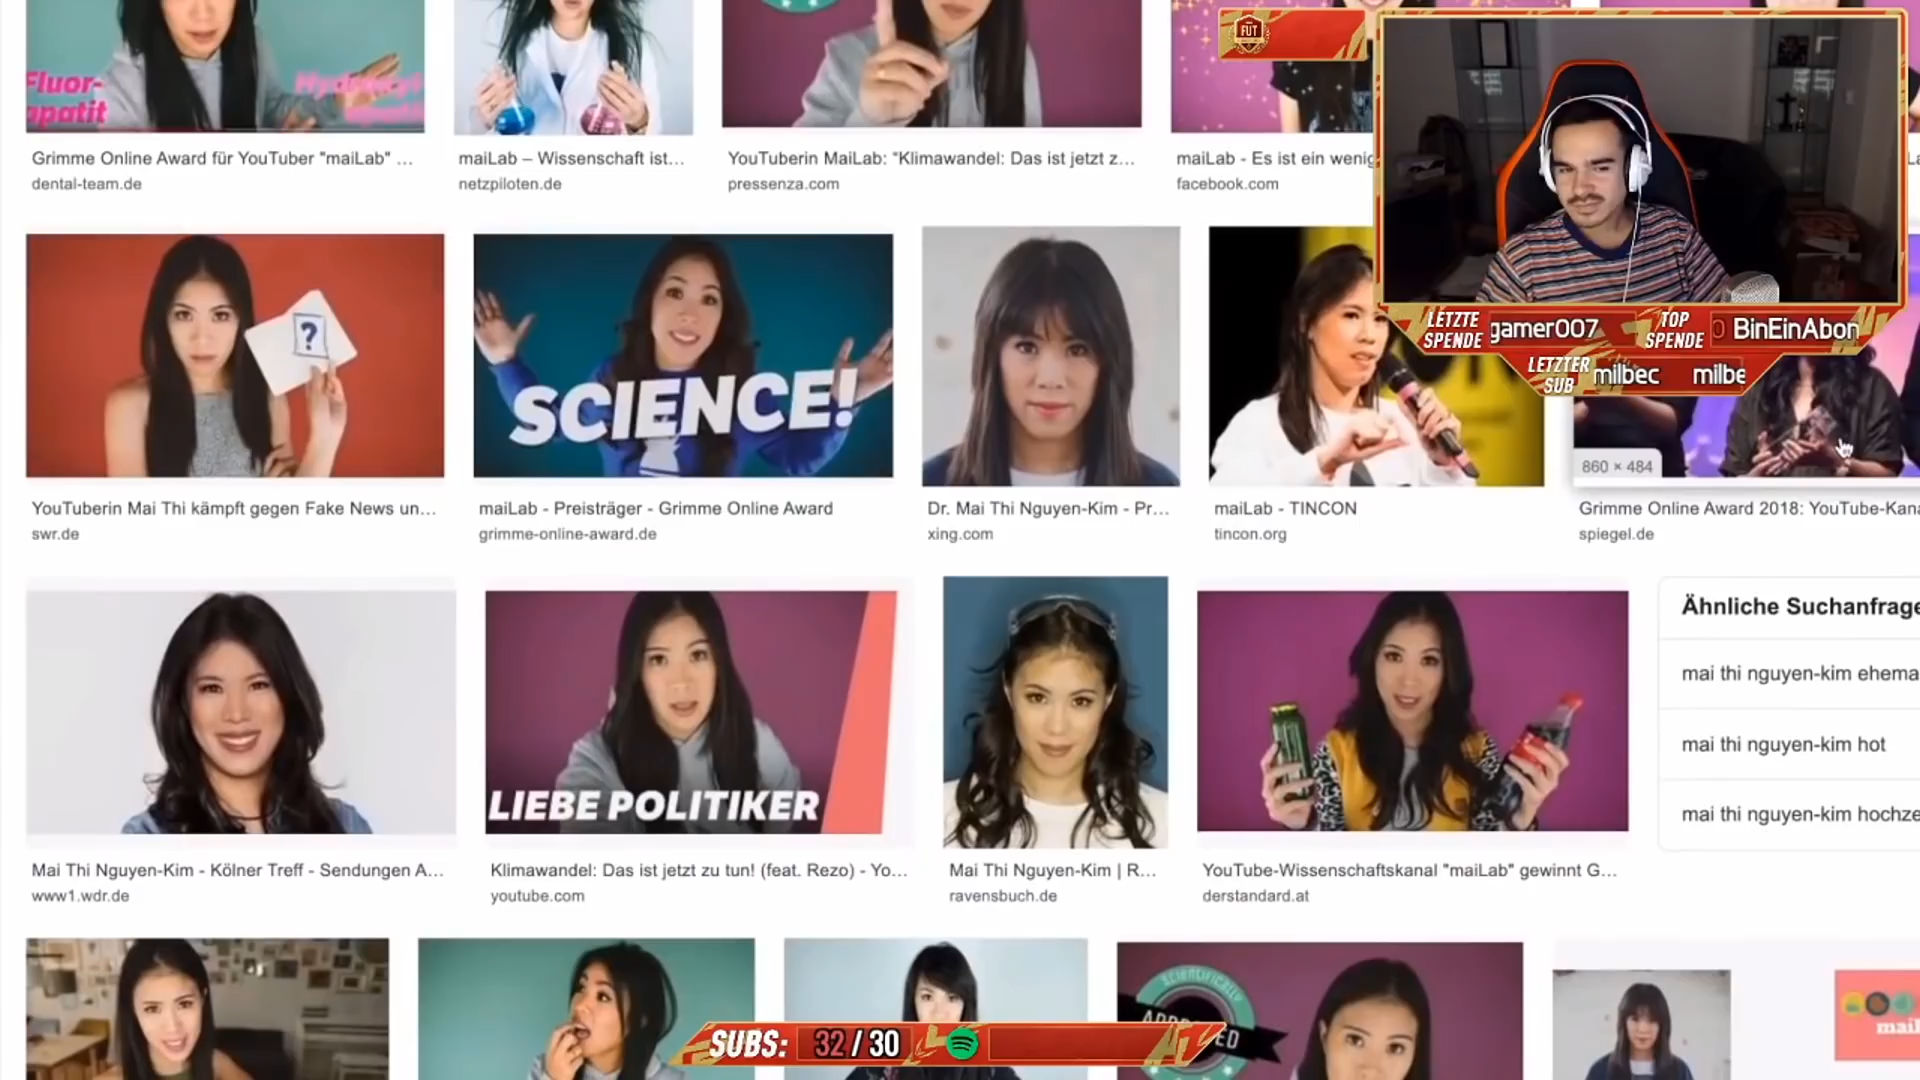 Fluor-
apatit
FUT
Grimme Online Award für YouTuber "maiLab" ...
dental-team.de
maiLab – Wissenschaft ist...
netzpiloten.de
YouTuberin MaiLab: “Klimawandel: Das ist jetzt z...
pressenza.com
maiLab - Es ist ein wenig
facebook.com
LETZTE
SPENDE
gamer007
TOP
SPENDE
BinEinAbon
LETZTER
SUB
milbec
milbe
?
SCIENCE!
860 × 484
YouTuberin Mai Thi kämpft gegen Fake News un...
swr.de
maiLab - Preisträger - Grimme Online Award
grimme-online-award.de
Dr. Mai Thi Nguyen-Kim - Pr...
xing.com
maiLab - TINCON
tincon.org
Grimme Online Award 2018: YouTube-Kana
spiegel.de
LIEBE POLITIKER
Ähnliche Suchanfrage
mai thi nguyen-kim ehema
mai thi nguyen-kim hot
mai thi nguyen-kim hochze
Mai Thi Nguyen-Kim - Kölner Treff - Sendungen A...
www1.wdr.de
Klimawandel: Das ist jetzt zu tun! (feat. Rezo) - Yo...
youtube.com
Mai Thi Nguyen-Kim | R...
ravensbuch.de
YouTube-Wissenschaftskanal "maiLab" gewinnt G...
derstandard.at
Scientifically
SUBS: 32 / 30
mail